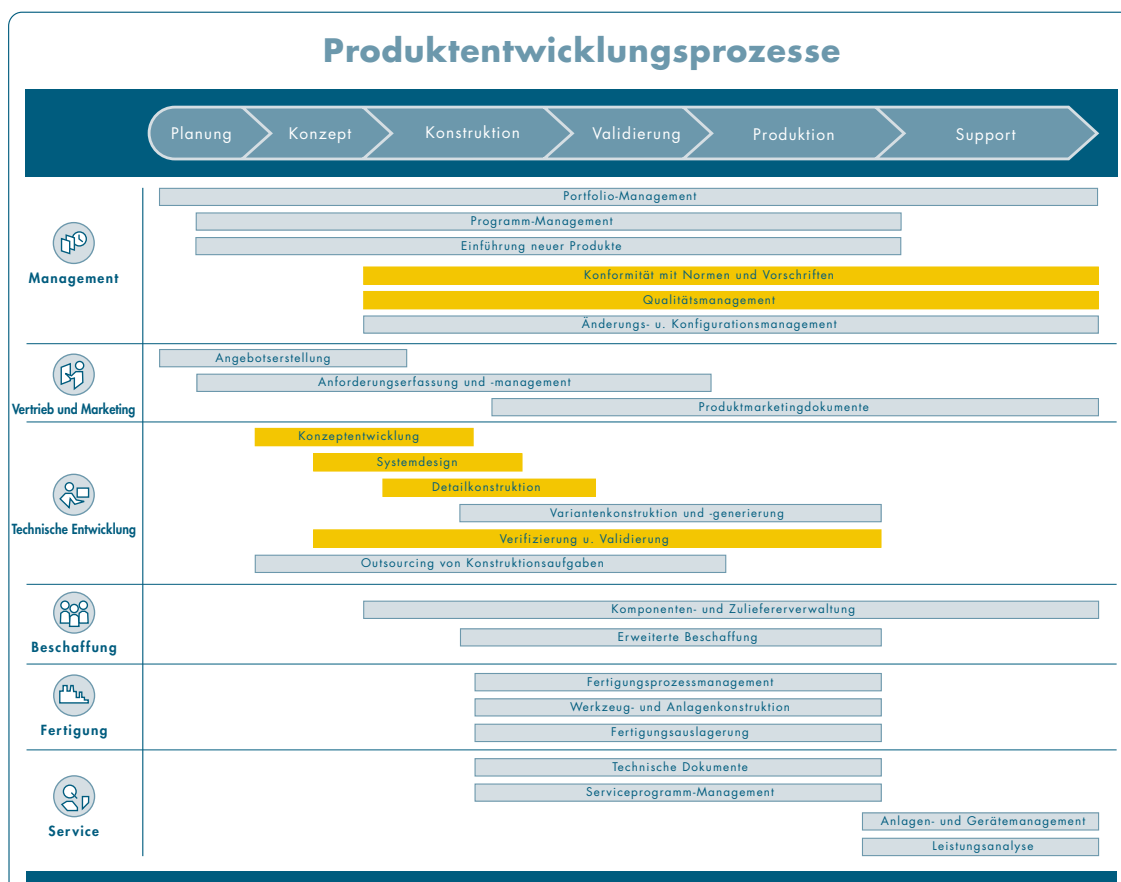 Produktentwicklungsprozesse
Planung
Konzept
Konstruktion
Validierung
Produktion
Support
Management
Portfolio-Management
Programm-Management
Einführung neuer Produkte
Konformität mit Normen und Vorschriften
Qualitätsmanagement
Änderungs- u. Konfigurationsmanagement
Vertrieb und Marketing
Angebotserstellung
Anforderungserfassung und -management
Produktmarketingdokumente
Technische Entwicklung
Konzeptentwicklung
Systemdesign
Detailkonstruktion
Variantenkonstruktion und -generierung
Verifizierung u. Validierung
Outsourcing von Konstruktionsaufgaben
Beschaffung
Komponenten- und Zuliefererverwaltung
Erweiterte Beschaffung
Fertigung
Fertigungsprozessmanagement
Werkzeug- und Anlagenkonstruktion
Fertigungsauslagerung
Service
Technische Dokumente
Serviceprogramm-Management
Anlagen- und Gerätemanagement
Leistungsanalyse